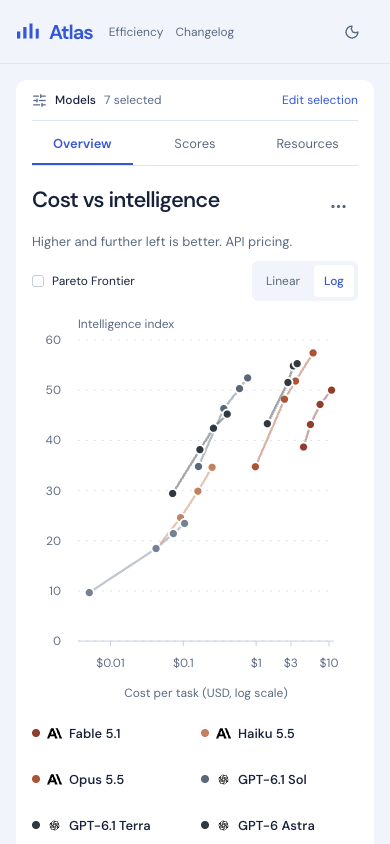 Atlas Efficiency Changelog
Models 7 selected Edit selection
Overview Scores Resources
Cost vs intelligence
Higher and further left is better. API pricing.
Pareto Frontier Linear Log
Intelligence index
60
50
40
30
20
10
0
$0.01 $0.1 $1 $3 $10
Cost per task (USD, log scale)
Fable 5.1 Haiku 5.5
Opus 5.5 GPT-6.1 Sol
GPT-6.1 Terra GPT-6 Astra